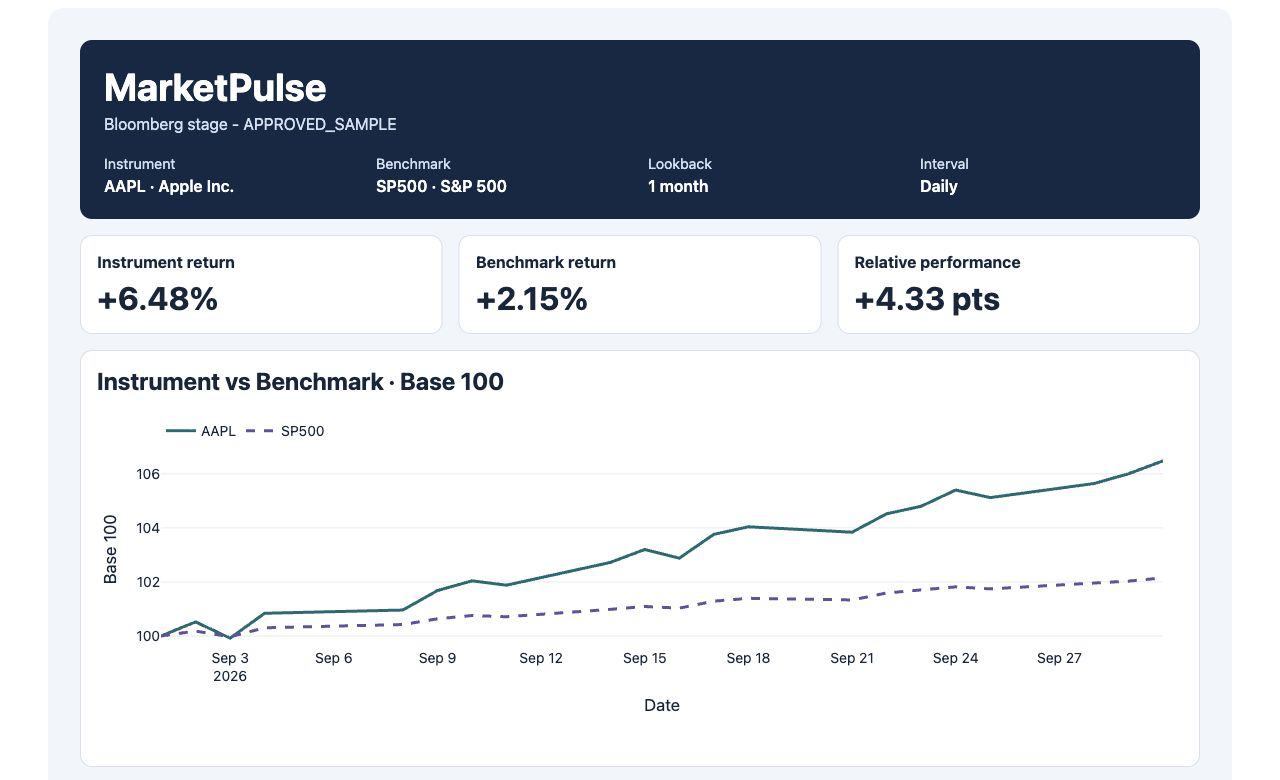 MarketPulse
Bloomberg stage - APPROVED_SAMPLE
Instrument Benchmark Lookback Interval
AAPL · Apple Inc. SP500 · S&P 500 1 month Daily
Instrument return Benchmark return Relative performance
+6.48% +2.15% +4.33 pts
Instrument vs Benchmark · Base 100
AAPL SP500
106
104
102
100
Base 100
Sep 3 Sep 6 Sep 9 Sep 12 Sep 15 Sep 18 Sep 21 Sep 24 Sep 27
2026
Date